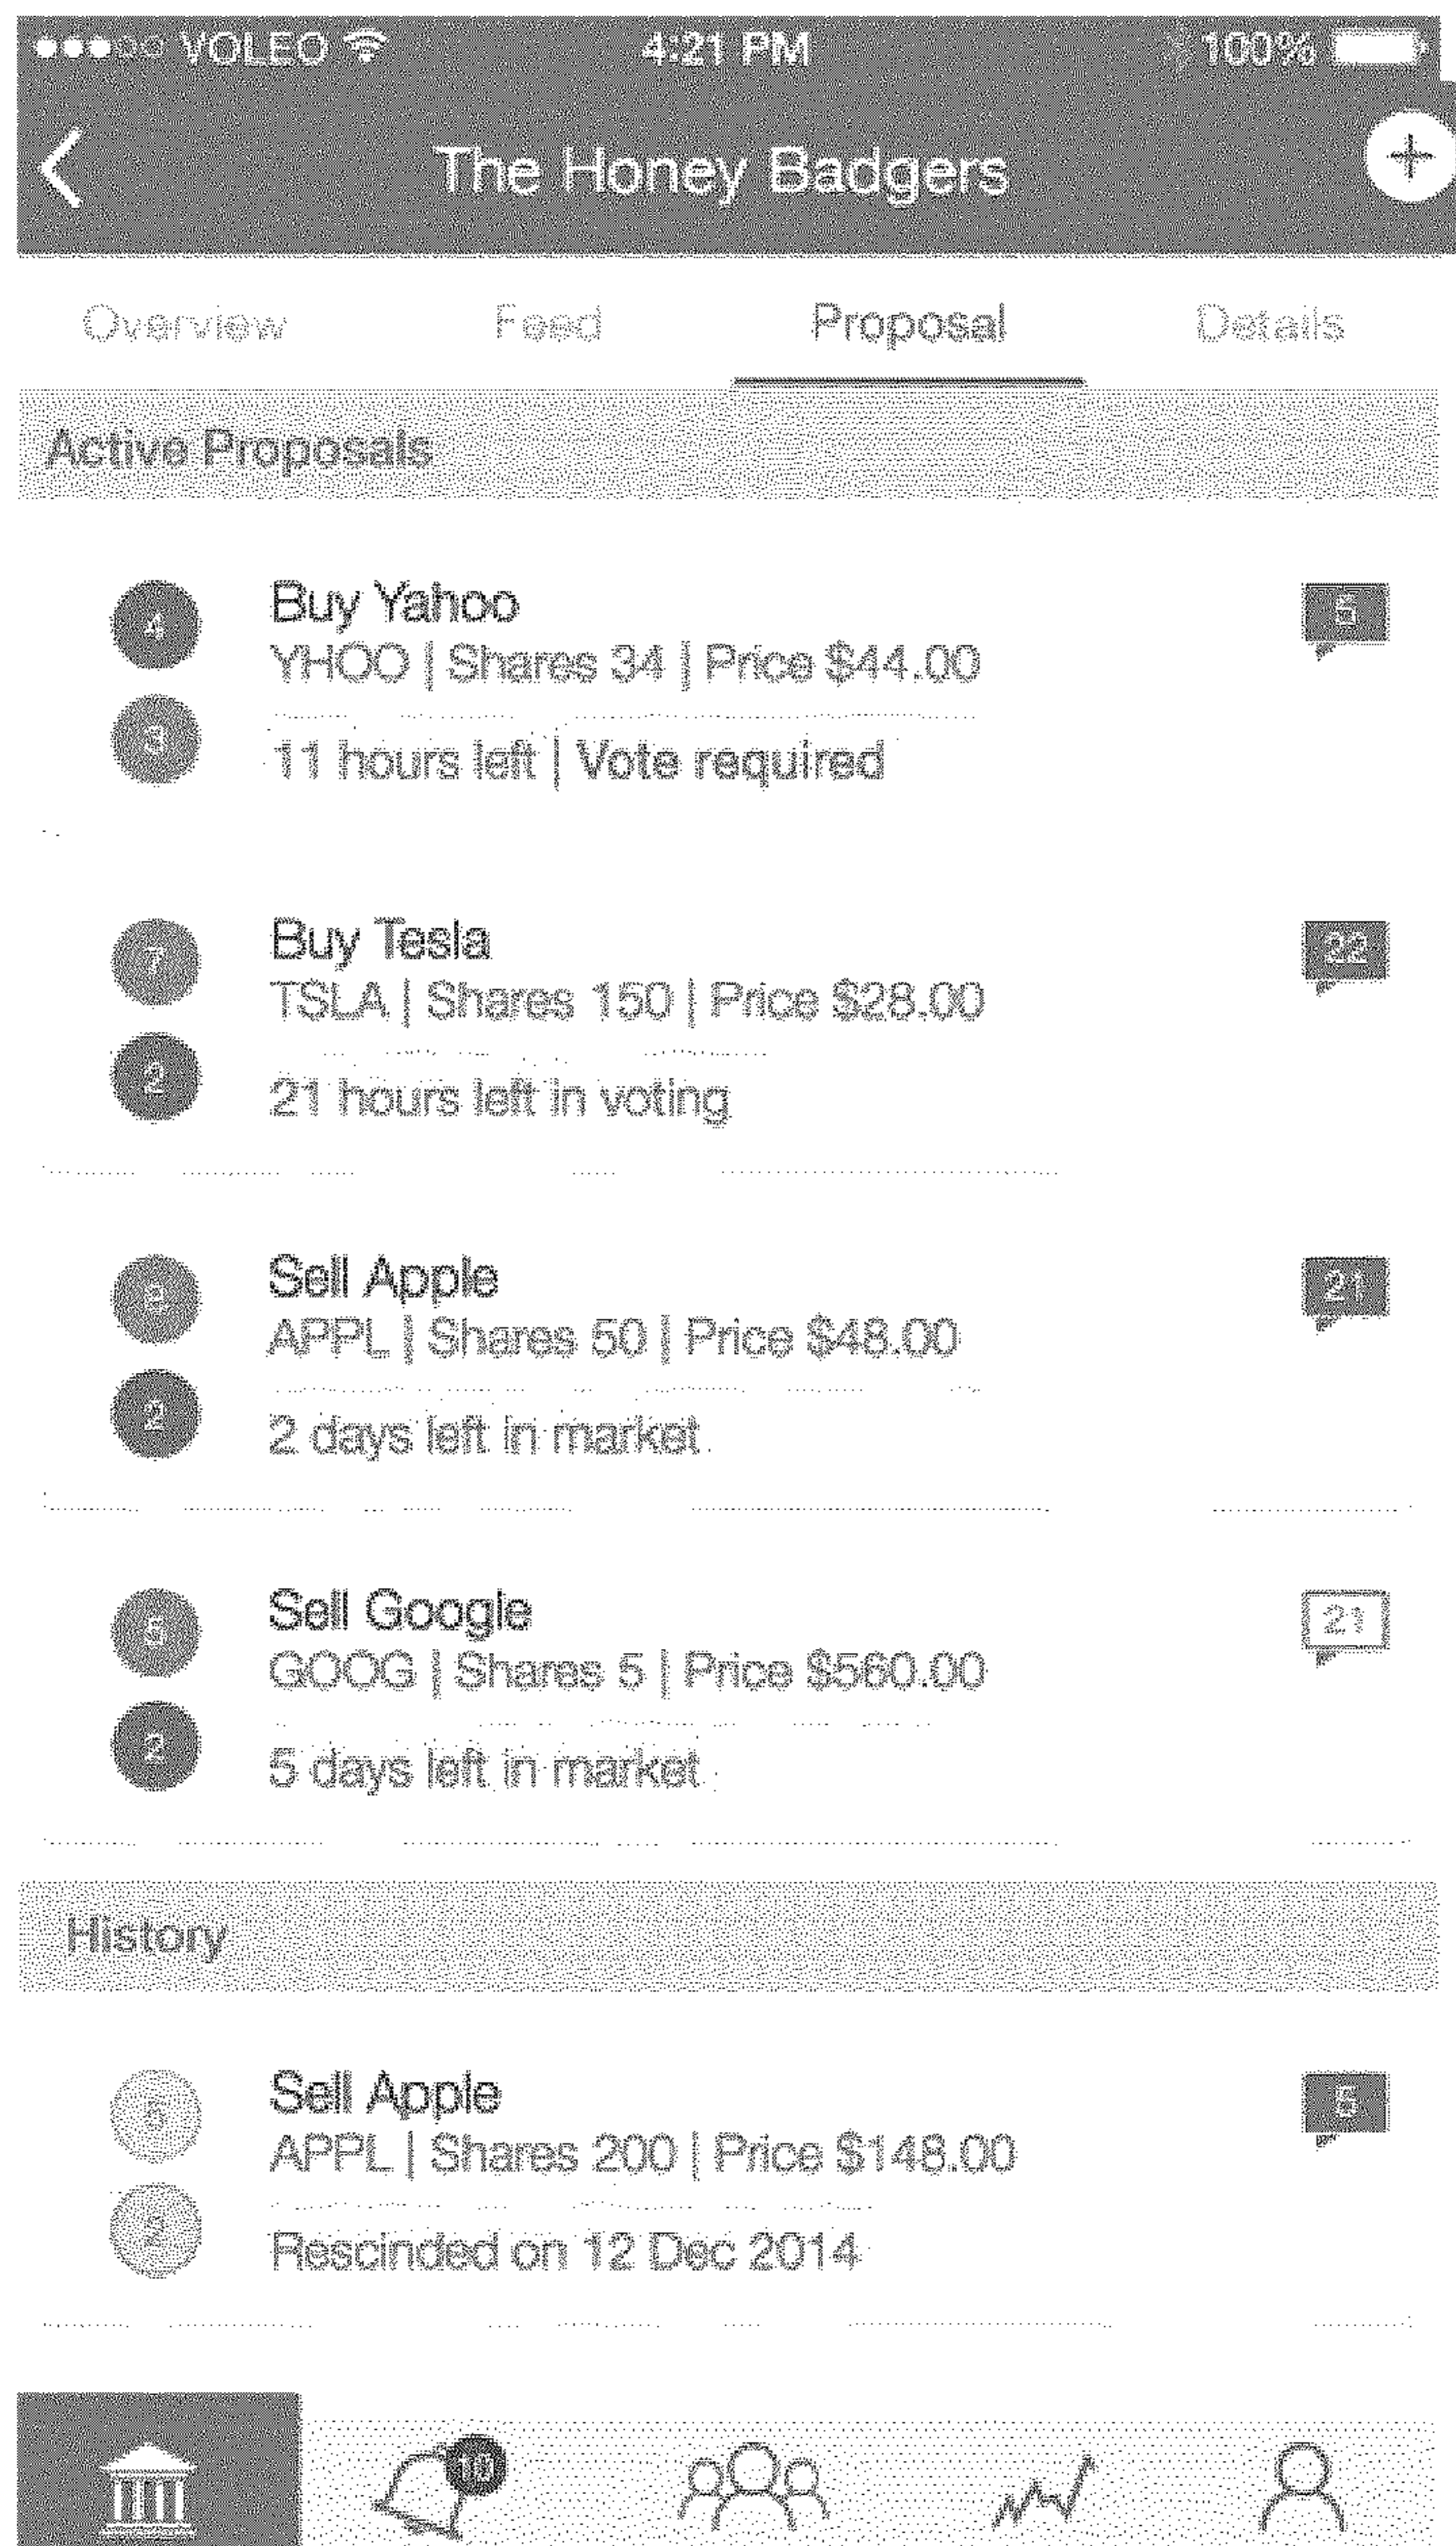 VOLEO 4:21 PM 100%
The Honey Badgers +
Overview Feed Proposal Details
Active Proposals
4 Buy Yahoo 5
YHOO | Shares 34 | Price $44.00
3
11 hours left | Vote required
7 Buy Tesla 22
TSLA | Shares 150 | Price $28.00
2
21 hours left in voting
Sell Apple 21
APPL | Shares 50 | Price $48.00
2
2 days left in market
Sell Google 21
GOOG | Shares 5 | Price $560.00
2
5 days left in market
History
5 Sell Apple 5
APPL | Shares 200 | Price $148.00
2
Rescinded on 12 Dec 2014
10